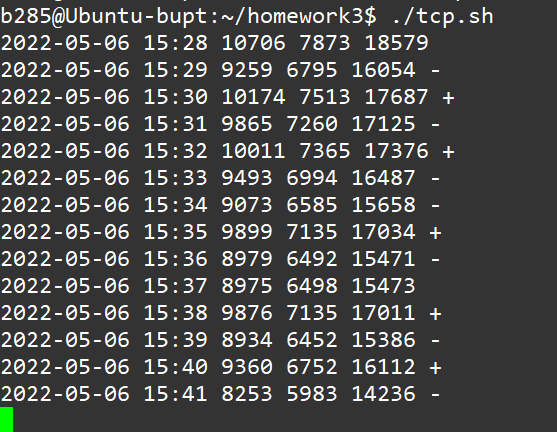 b285@Ubuntu-bupt:~/homework3$ ./tcp.sh
2022-05-06 15:28 10706 7873 18579
2022-05-06 15:29 9259 6795 16054 -
2022-05-06 15:30 10174 7513 17687 +
2022-05-06 15:31 9865 7260 17125 -
2022-05-06 15:32 10011 7365 17376 +
2022-05-06 15:33 9493 6994 16487 -
2022-05-06 15:34 9073 6585 15658 -
2022-05-06 15:35 9899 7135 17034 +
2022-05-06 15:36 8979 6492 15471 -
2022-05-06 15:37 8975 6498 15473
2022-05-06 15:38 9876 7135 17011 +
2022-05-06 15:39 8934 6452 15386 -
2022-05-06 15:40 9360 6752 16112 +
2022-05-06 15:41 8253 5983 14236 -